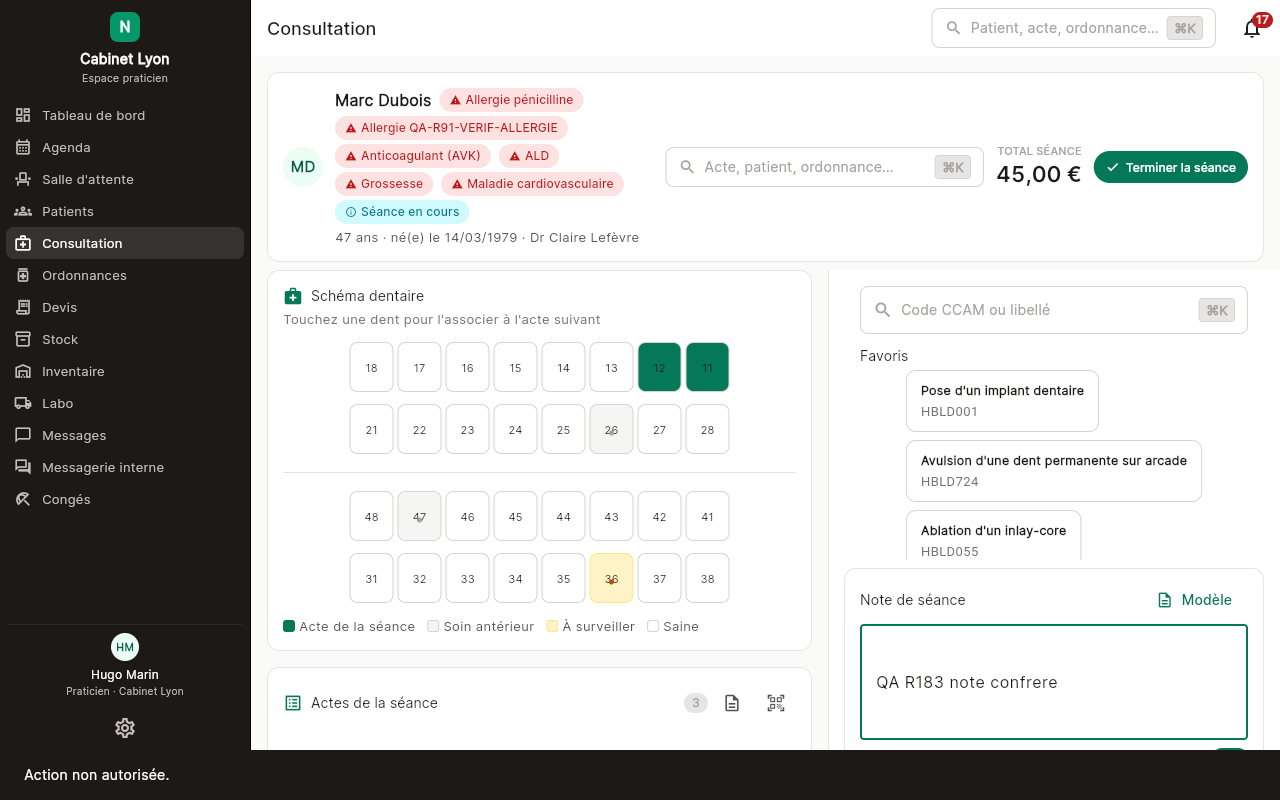 N
Cabinet Lyon
Espace praticien
Tableau de bord
Agenda
Salle d'attente
Patients
Consultation
Ordonnances
Devis
Stock
Inventaire
Labo
Messages
Messagerie interne
Congés
HM
Hugo Marin
Praticien · Cabinet Lyon
Consultation
Patient, acte, ordonnance... ⌘K
17
MD
Marc Dubois
Allergie pénicilline
Allergie QA-R91-VERIF-ALLERGIE
Anticoagulant (AVK) ALD
Grossesse Maladie cardiovasculaire
Séance en cours
47 ans · né(e) le 14/03/1979 · Dr Claire Lefèvre
Acte, patient, ordonnance... ⌘K
TOTAL SÉANCE
45,00 €
Terminer la séance
Schéma dentaire
Touchez une dent pour l'associer à l'acte suivant
18 17 16 15 14 13 12 11
21 22 23 24 25 26 27 28
48 47 46 45 44 43 42 41
31 32 33 34 35 36 37 38
Acte de la séance Soin antérieur À surveiller Saine
Actes de la séance 3
Code CCAM ou libellé ⌘K
Favoris
Pose d'un implant dentaire
HBLD001
Avulsion d'une dent permanente sur arcade
HBLD724
Ablation d'un inlay-core
HBLD055
Note de séance Modèle
QA R183 note confrere
Action non autorisée.